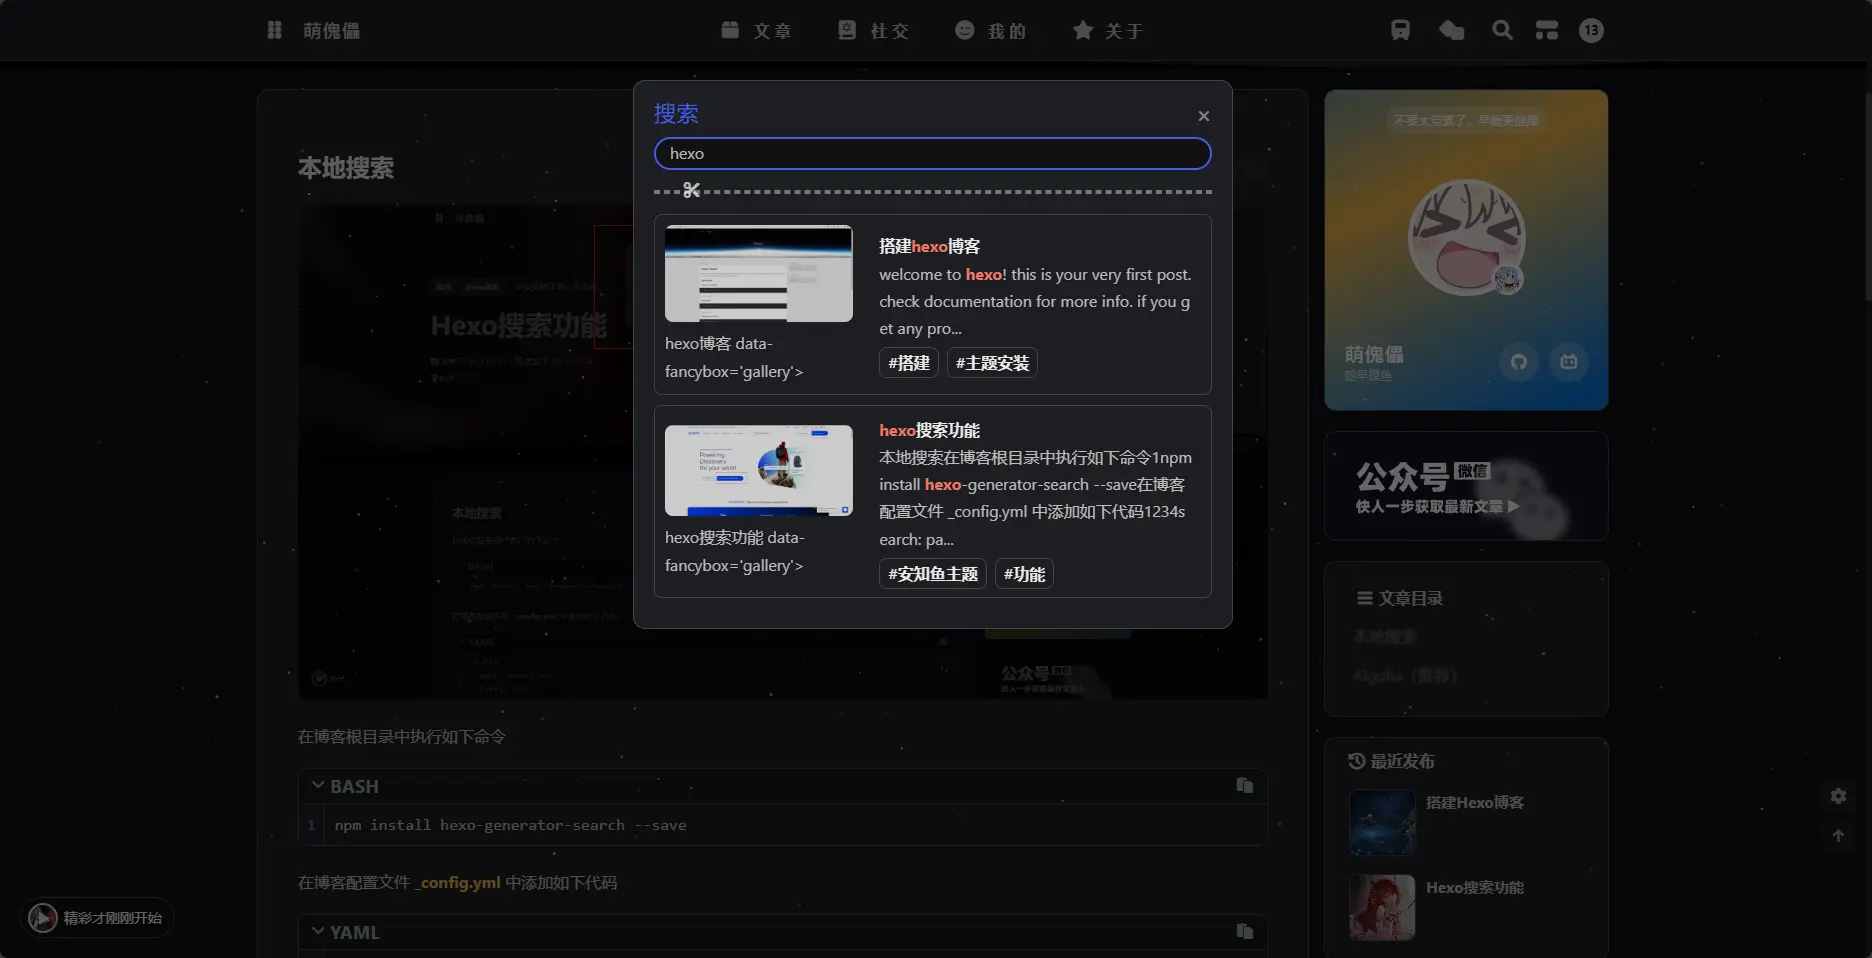 萌傀儡
文章
社交
我的
关于
13
搜索
hexo
搭建hexo博客
welcome to hexo! this is your very first post.
check documentation for more info. if you g
et any pro...
hexo博客 data-
fancybox='gallery'>
#搭建 #主题安装
hexo搜索功能
本地搜索在博客根目录中执行如下命令1npm
install hexo-generator-search --save在博客
配置文件 _config.yml 中添加如下代码1234s
earch: pa...
hexo搜索功能 data-
fancybox='gallery'>
#安知鱼主题 #功能
本地搜索
Hexo搜索功能
本地搜索
公众号
在博客根目录中执行如下命令
BASH
1 npm install hexo-generator-search --save
在博客配置文件 _config.yml 中添加如下代码
YAML
萌傀儡
公众号 微信
快人一步获取最新文章
文章目录
本地搜索
最近发布
搭建Hexo博客
Hexo搜索功能
精彩才刚刚开始